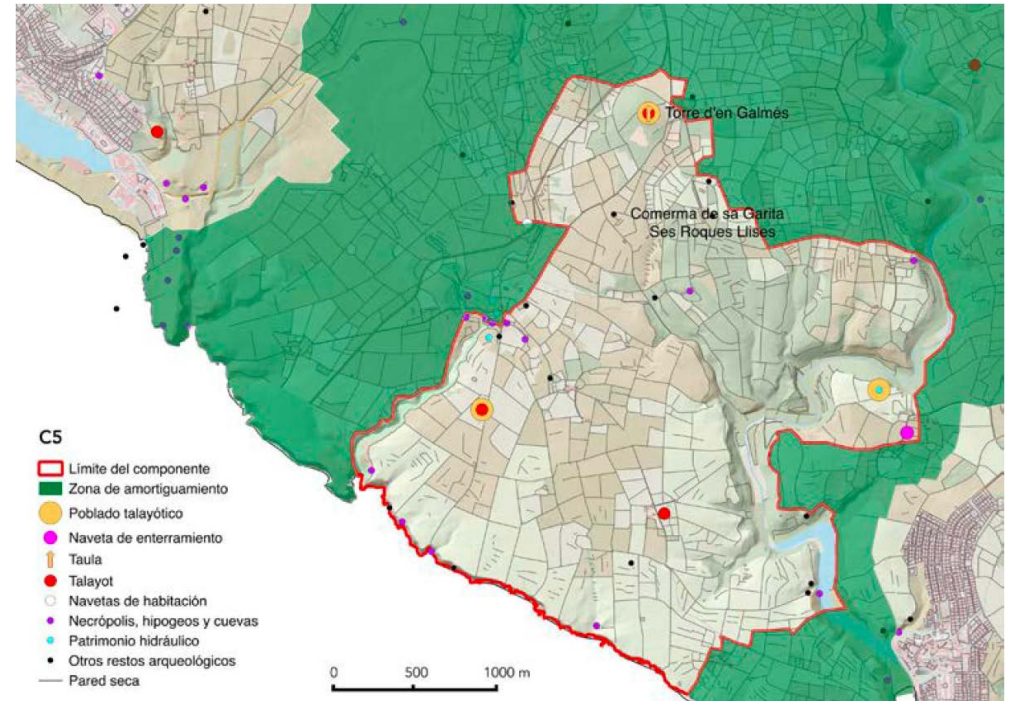 Torre d'en Galmés
Comerma de sa Garita
Ses Roques Llises
C5
Límite del componente
Zona de amortiguamiento
Poblado talayótico
Naveta de enterramiento
Taula
Talayot
Navetas de habitación
Necrópolis, hipogeos y cuevas
Patrimonio hidráulico
Otros restos arqueológicos
Pared seca
0 500 1000 m